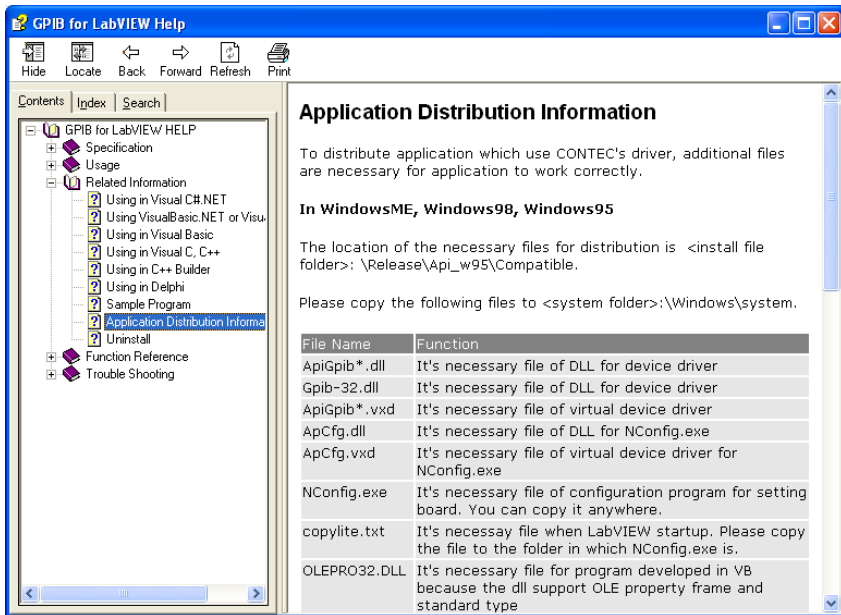 GPIB for LabVIEW Help
Hide Locate Back Forward Refresh Print
Contents Index Search
GPIB for LabVIEW HELP
Specification
Usage
Related Information
Using in Visual C#.NET
Using VisualBasic.NET or Visu
Using in Visual Basic
Using in Visual C, C++
Using in C++ Builder
Using in Delphi
Sample Program
Application Distribution Informa
Uninstall
Function Reference
Trouble Shooting
Application Distribution Information
To distribute application which use CONTEC's driver, additional files
are necessary for application to work correctly.
In WindowsME, Windows98, Windows95
The location of the necessary files for distribution is <install file
folder>: \Release\Api_w95\Compatible.
Please copy the following files to <system folder>:\Windows\system.
File Name Function
ApiGpib*.dll It's necessary file of DLL for device driver
Gpib-32.dll It's necessary file of DLL for device driver
ApiGpib*.vxd It's necessary file of virtual device driver
ApCfg.dll It's necessary file of DLL for NConfig.exe
ApCfg.vxd It's necessary file of virtual device driver for
NConfig.exe
NConfig.exe It's necessary file of configuration program for setting
board. You can copy it anywhere.
copylite.txt It's necessay file when LabVIEW startup. Please copy
the file to the folder in which NConfig.exe is.
OLEPRO32.DLL It's necessary file for program developed in VB
because the dll support OLE property frame and
standard type